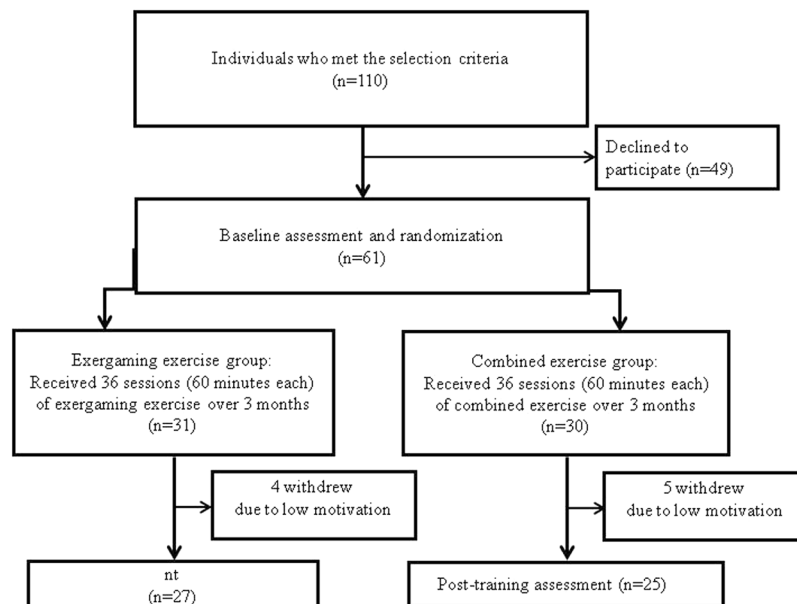 Individuals who met the selection criteria
(n=110)
Declined to
participate (n=49)
Baseline assessment and randomization
(n=61)
Exergaming exercise group:
Received 36 sessions (60 minutes each)
of exergaming exercise over 3 months
(n=31)
Combined exercise group:
Received 36 sessions (60 minutes each)
of combined exercise over 3 months
(n=30)
4 withdrew
due to low motivation
5 withdrew
due to low motivation
nt
(n=27)
Post-training assessment (n=25)